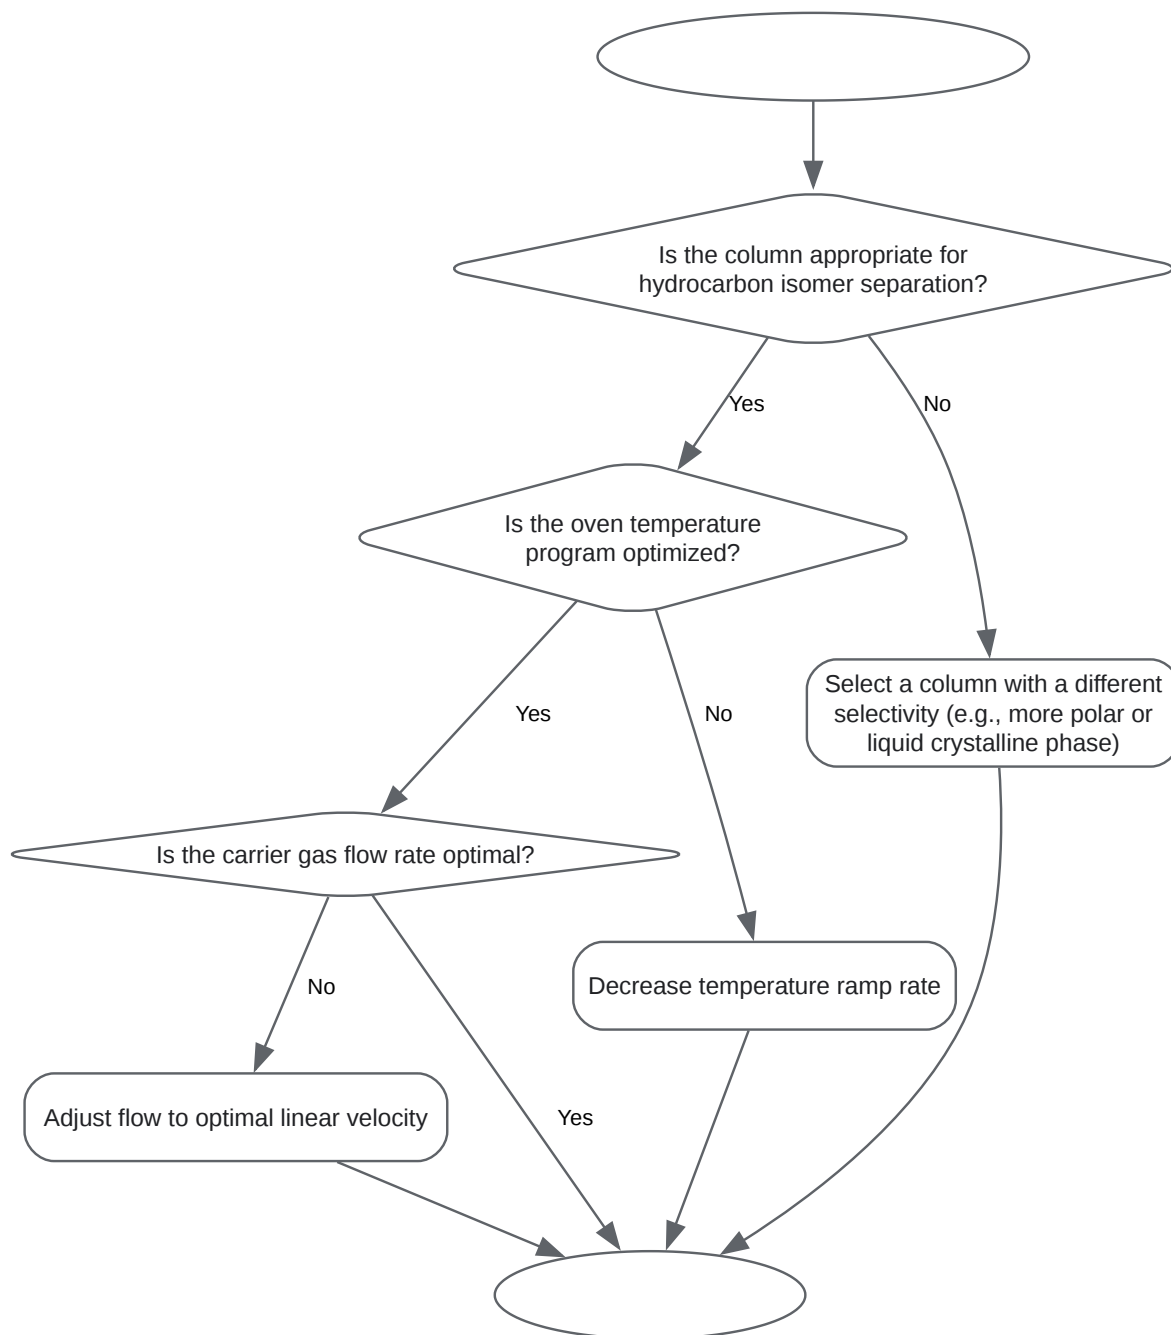 Is the column appropriate for
hydrocarbon isomer separation?
Yes
No
Is the oven temperature
program optimized?
Select a column with a different
selectivity (e.g., more polar or
liquid crystalline phase)
Yes
No
Is the carrier gas flow rate optimal?
Decrease temperature ramp rate
No
Adjust flow to optimal linear velocity
Yes